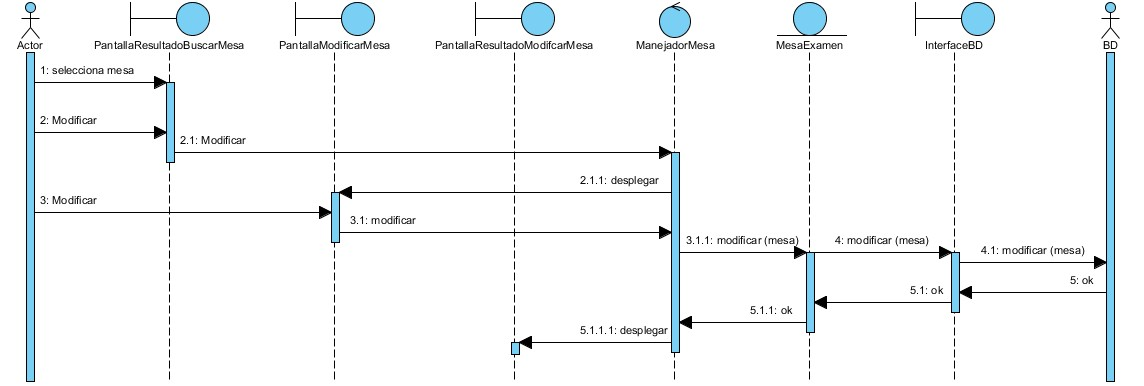 Actor
PantallaResultadoBuscarMesa
PantallaModificarMesa
PantallaResultadoModifcarMesa
ManejadorMesa
MesaExamen
InterfaceBD
BD
1: selecciona mesa
2: Modificar
2.1: Modificar
2.1.1: desplegar
3: Modificar
3.1: modificar
3.1.1: modificar (mesa)
4: modificar (mesa)
4.1: modificar (mesa)
5: ok
5.1: ok
5.1.1: ok
5.1.1.1: desplegar